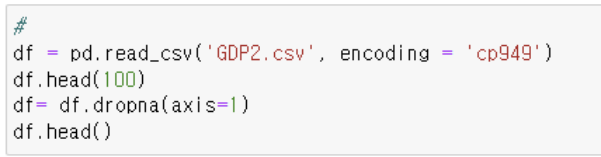 #
df = pd.read_csv('GDP2.csv', encoding = 'cp949')
df.head(100)
df= df.dropna(axis=1)
df.head()